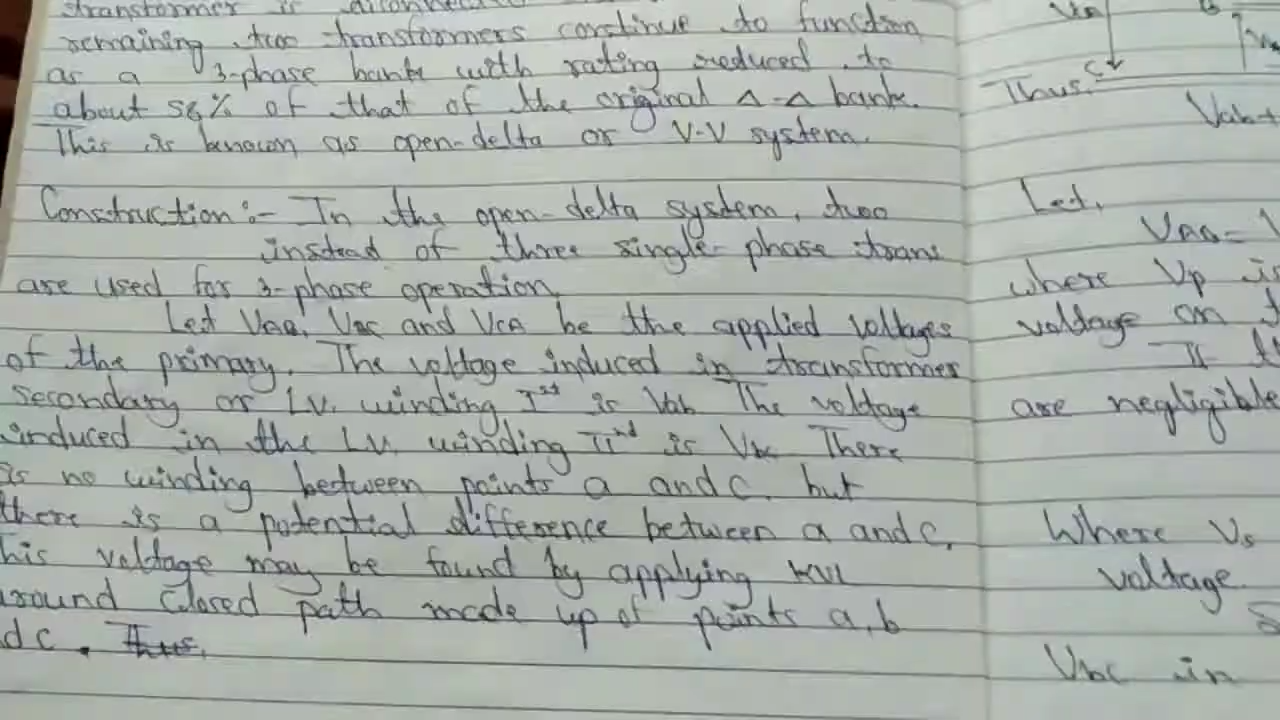 transformer is
remaining two transformers continue to function
as a 3-phase bank with rating reduced to
about 58% of that of the original Δ-Δ bank.
This is known as open-delta or V-V system.
Construction:- In the open-delta system, two
instead of three single-phase trans
are used for 3-phase operation.
Let VAB, VBC and VCA be the applied voltages
of the primary. The voltage induced in transformer
secondary or L.V. winding Ist is Vab The voltage
induced in the L.V. winding IInd is Vbc There
is no winding between points a and c. but
there is a potential difference between a and c.
his voltage may be found by applying KVL
around closed path made up of points a, b
d c.
Thus,
Let,
where Vp is
voltage on
are negligible
Where Vs
voltage.
Vbc in